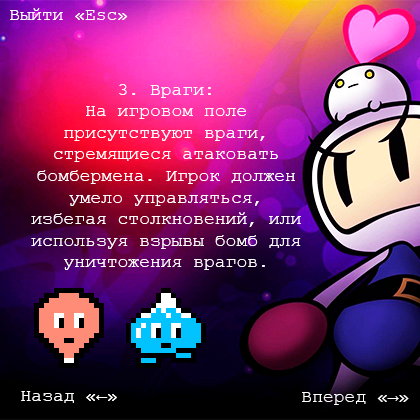 Выйти «Esc»
3. Враги:
На игровом поле
присутствуют враги,
стремящиеся атаковать
бомбермена. Игрок должен
умело управляться,
избегая столкновений, или
используя взрывы бомб для
уничтожения врагов.
Назад «←»
Вперед «→»